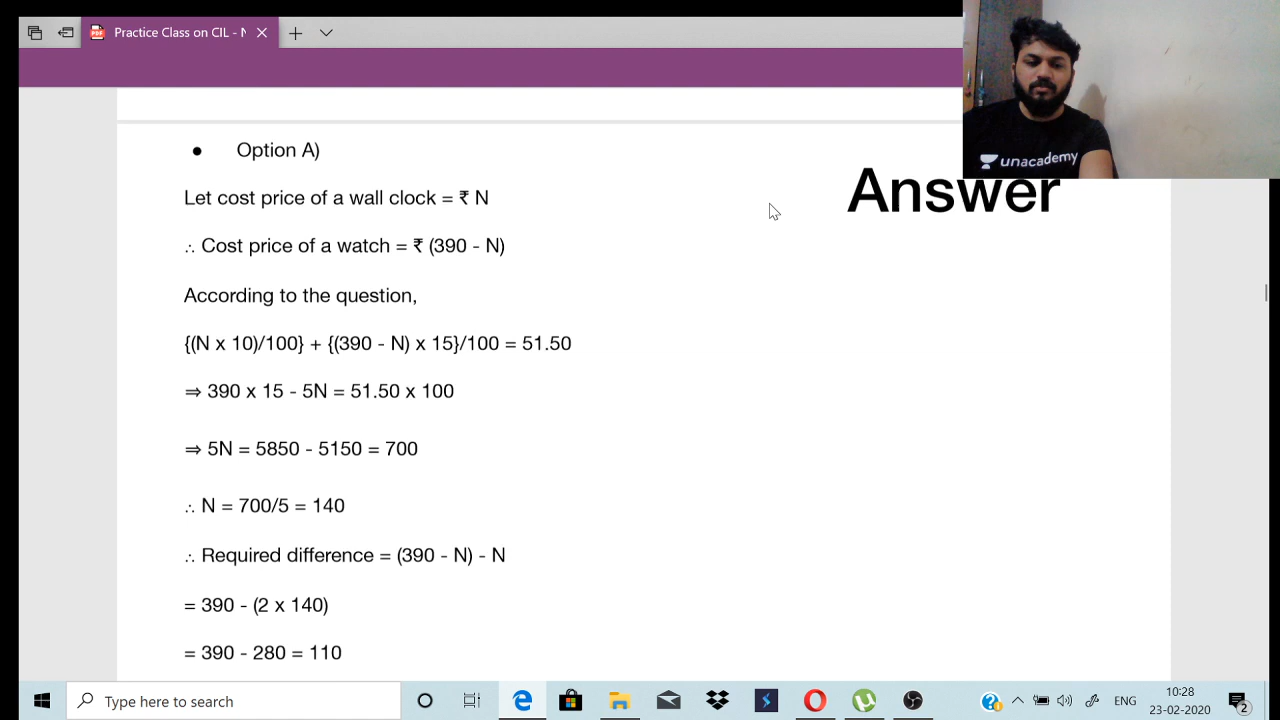 Practice Class on CIL - N
Option A)
Answer
unacademy
Let cost price of a wall clock = ₹ N
∴ Cost price of a watch = ₹ (390 - N)
According to the question,
{(N x 10)/100} + {(390 - N) x 15}/100 = 51.50
⇒ 390 x 15 - 5N = 51.50 x 100
⇒ 5N = 5850 - 5150 = 700
∴ N = 700/5 = 140
∴ Required difference = (390 - N) - N
= 390 - (2 x 140)
= 390 - 280 = 110
Type here to search
ENG
10:28
23-02-2020
2